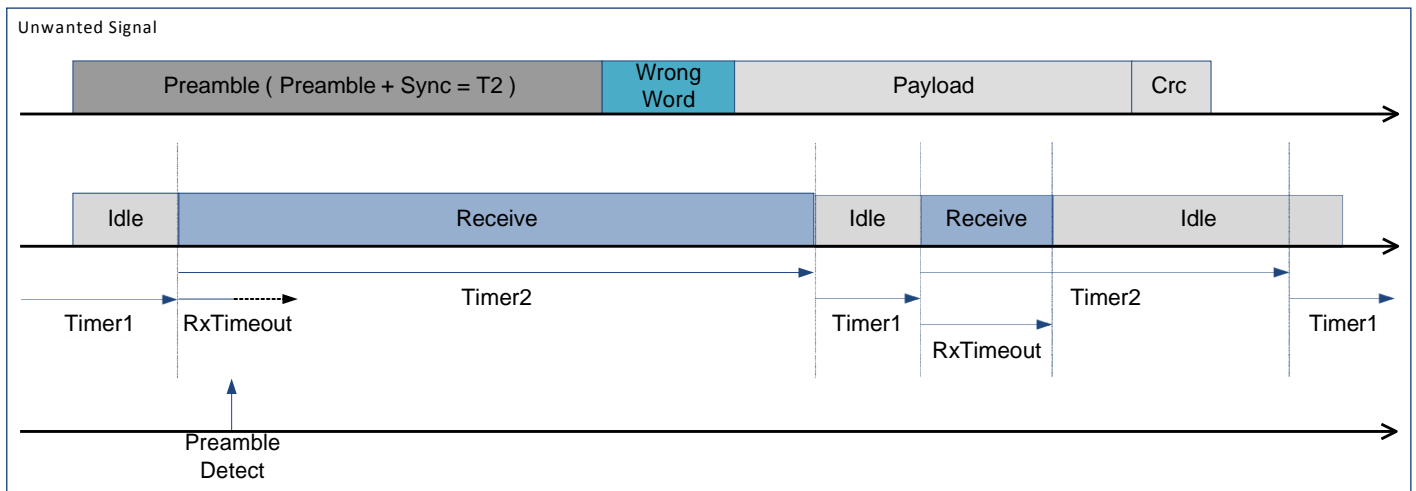 Unwanted Signal
Preamble ( Preamble + Sync = T2 )
Wrong
Word
Payload
Crc
Idle
Receive
Idle
Receive
Idle
Timer1
RxTimeout
Timer2
Timer1
RxTimeout
Timer2
Timer1
Preamble
Detect